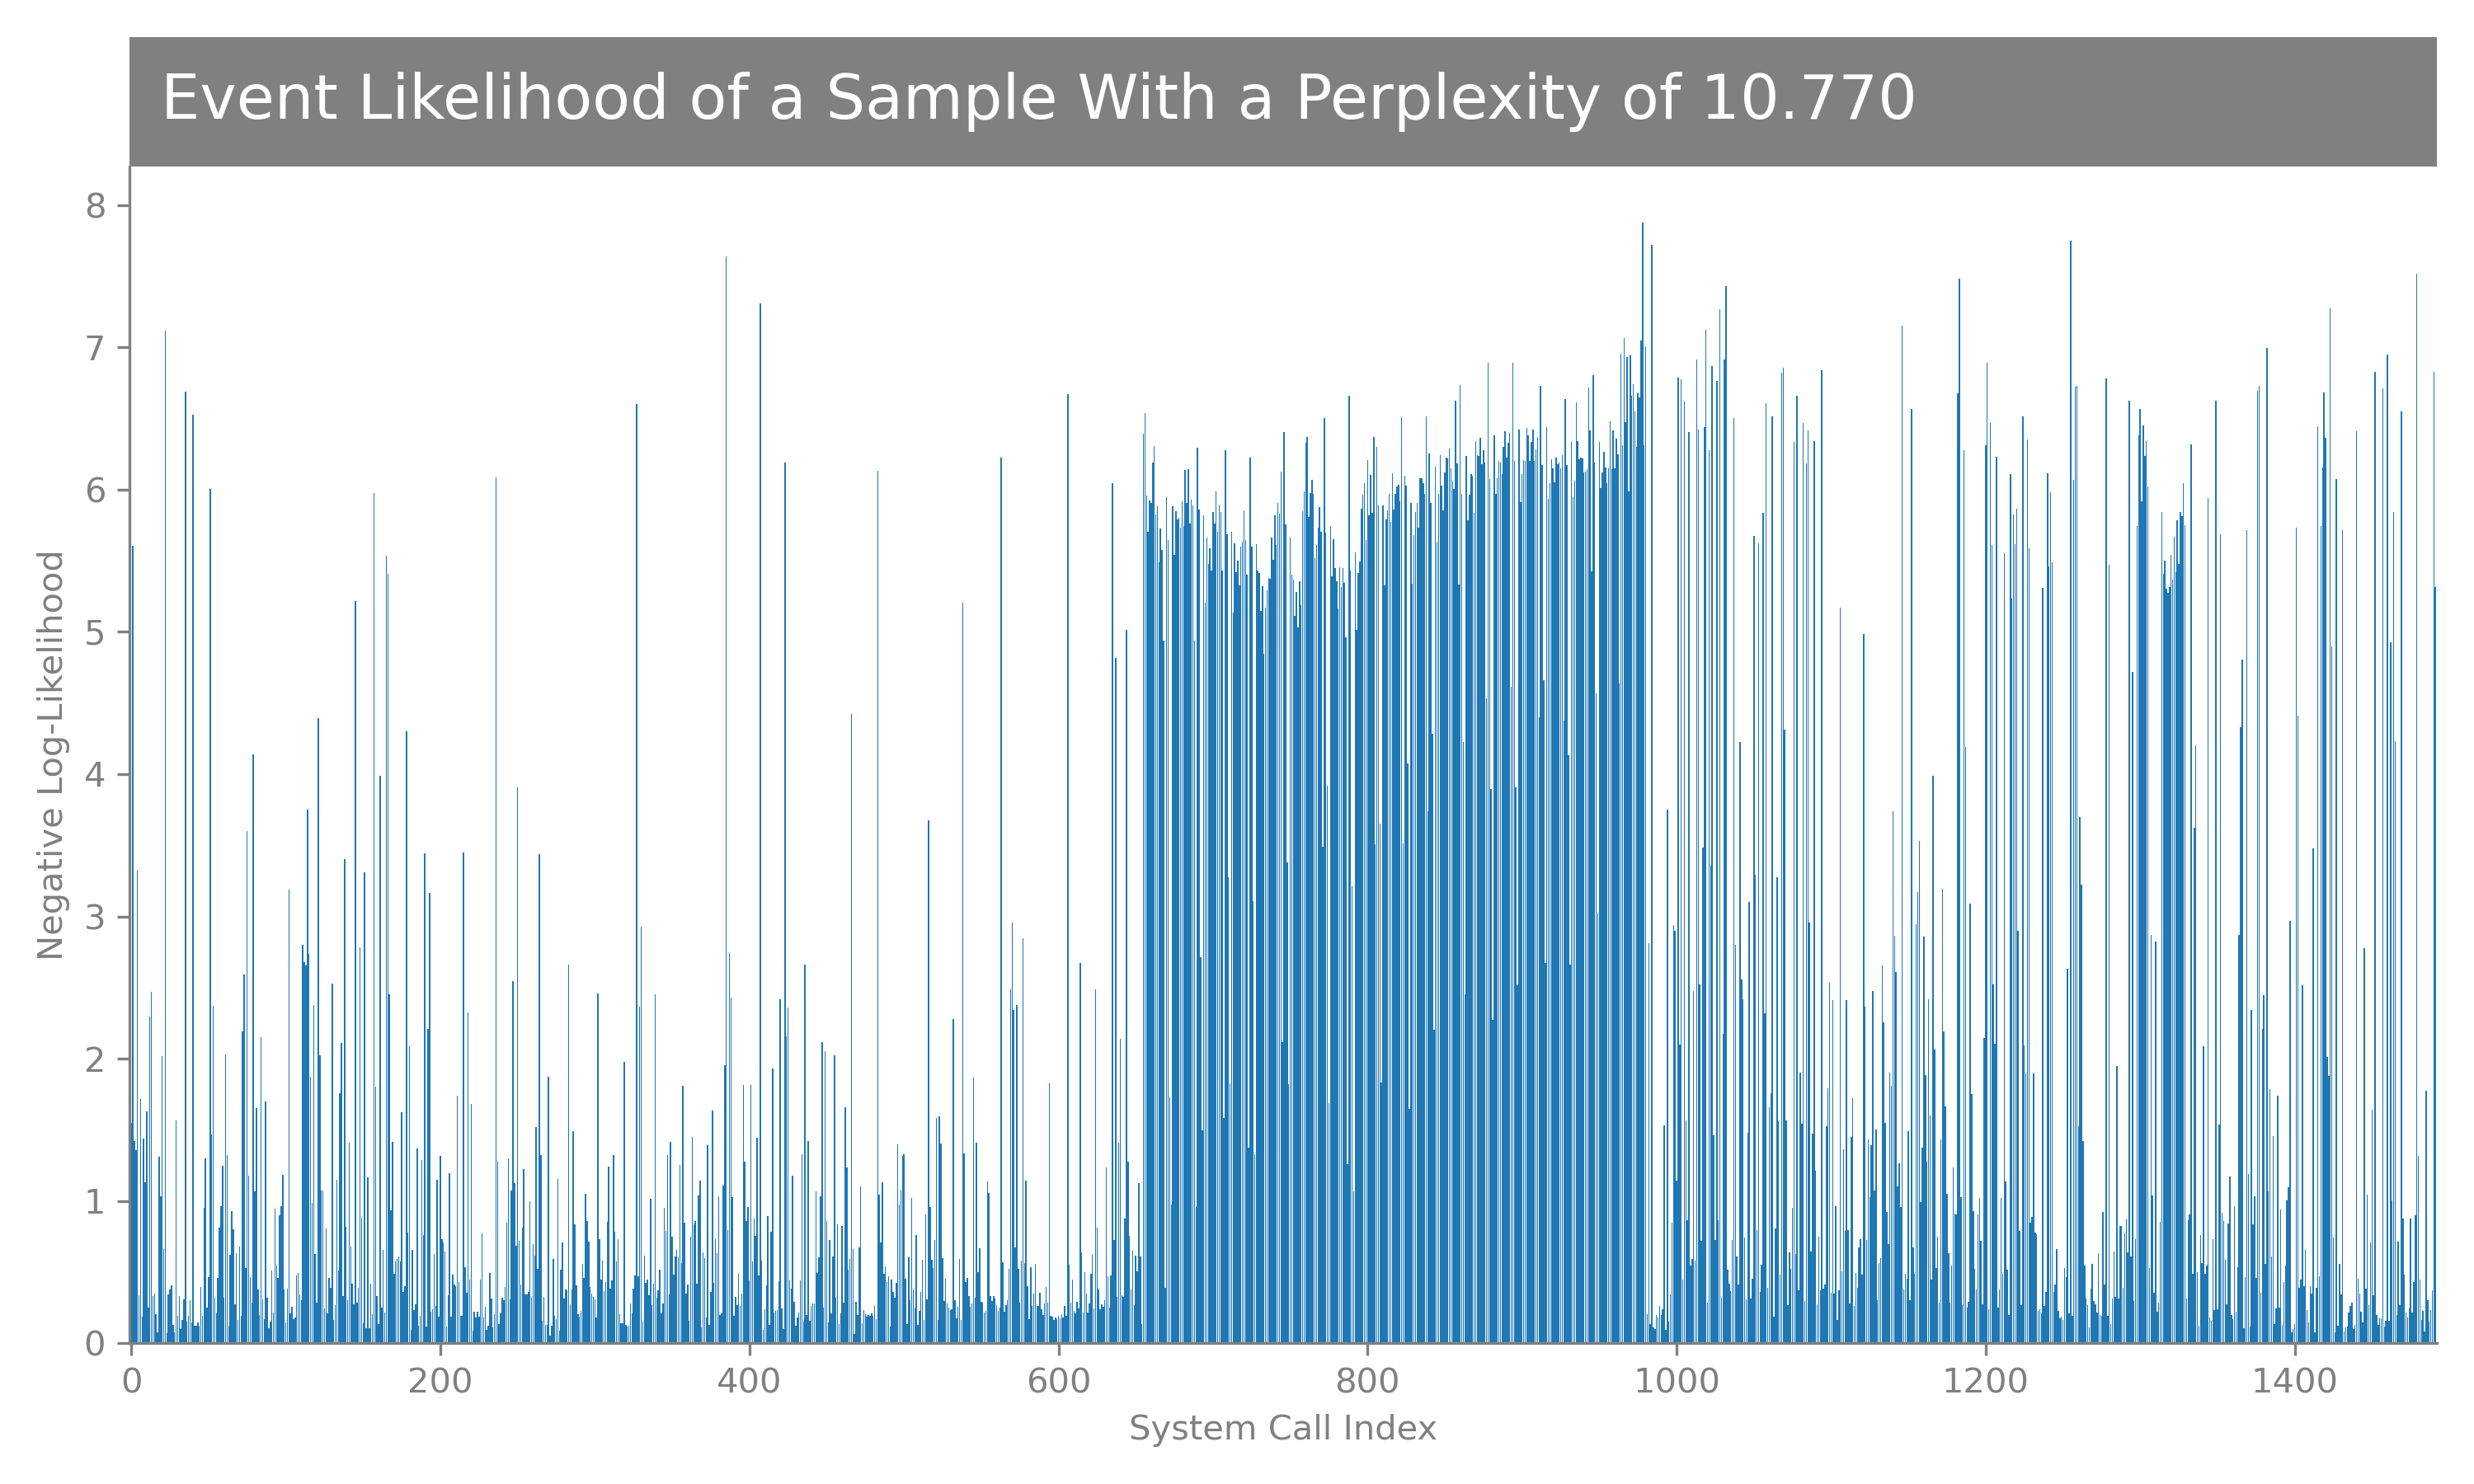 Event Likelihood of a Sample With a Perplexity of 10.770
8
7
6
5
4
3
2
1
0
Negative Log-Likelihood
0 200 400 600 800 1000 1200 1400
System Call Index